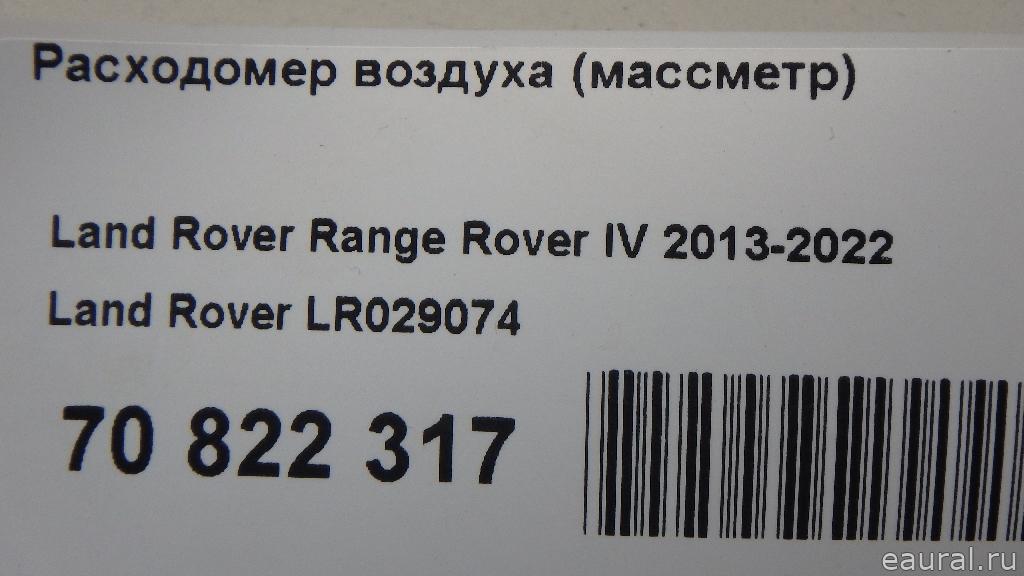 Расходомер воздуха (массметр)
Land Rover Range Rover IV 2013-2022
Land Rover LR029074
70 822 317
eaural.ru